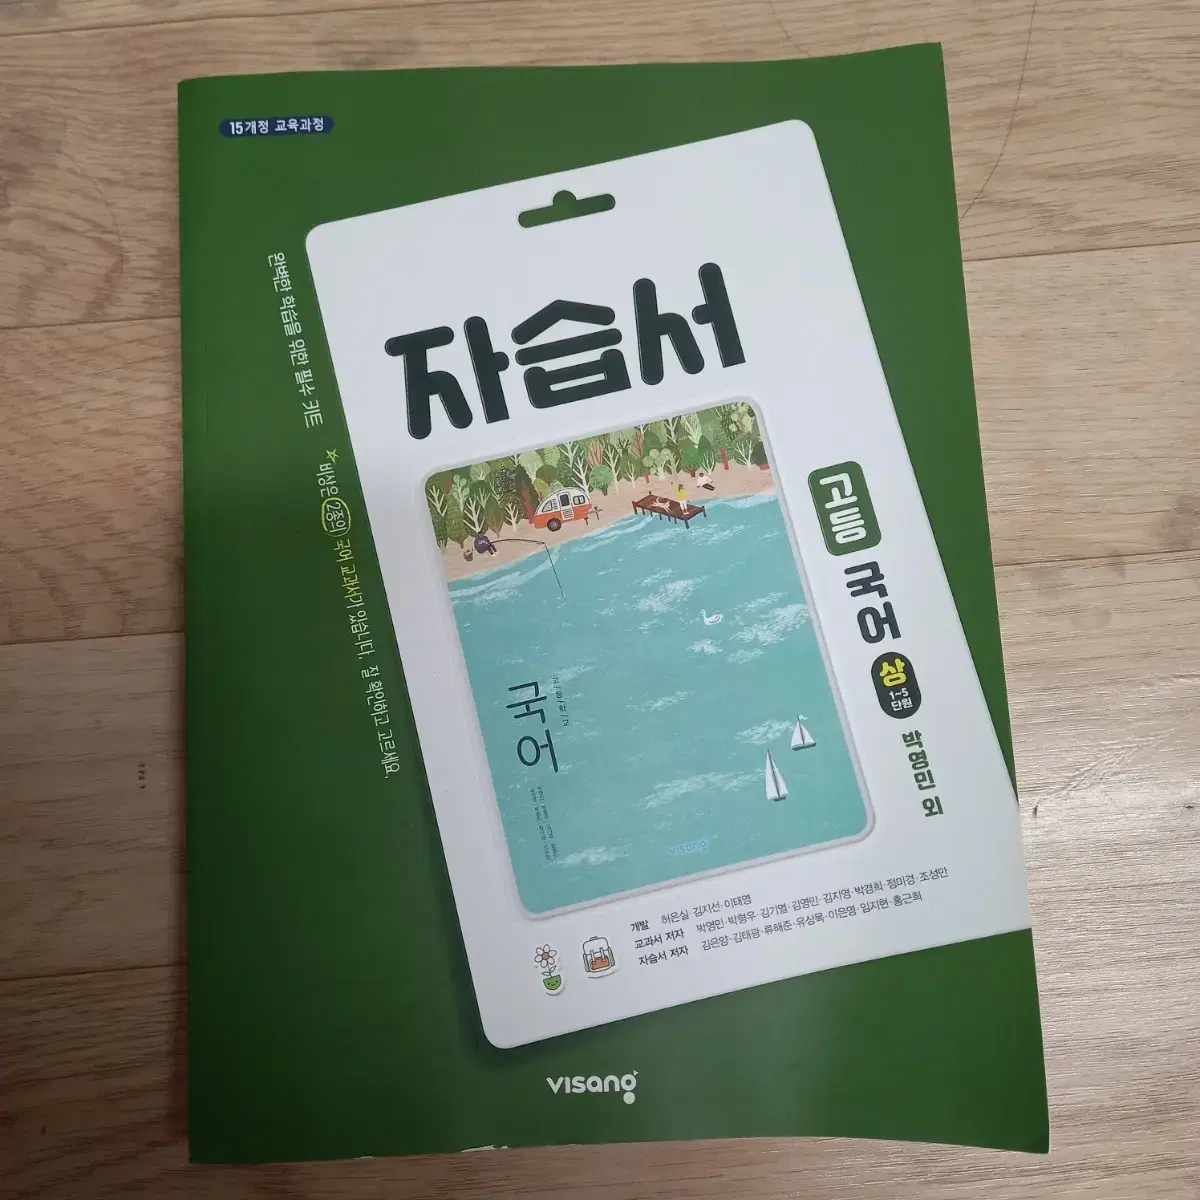 15개정 교육과정
완벽한 학습을 위한 필수 키트
비상은 2종의 국어 교과서가 있습니다. 잘 확인하고 고르세요.
자습서
고등 국어 상
1~5
단원
박영민 외
고/등/학/교
국어
visang
개발 허온실·김지선·이태영
교과서 저자 박영민·박형우·김기열·김영민·김지영·박경희·정미경·조성만
자습서 저자 김은양·김태광·류해준·유상목·이은영·임지현·홍근희
visang